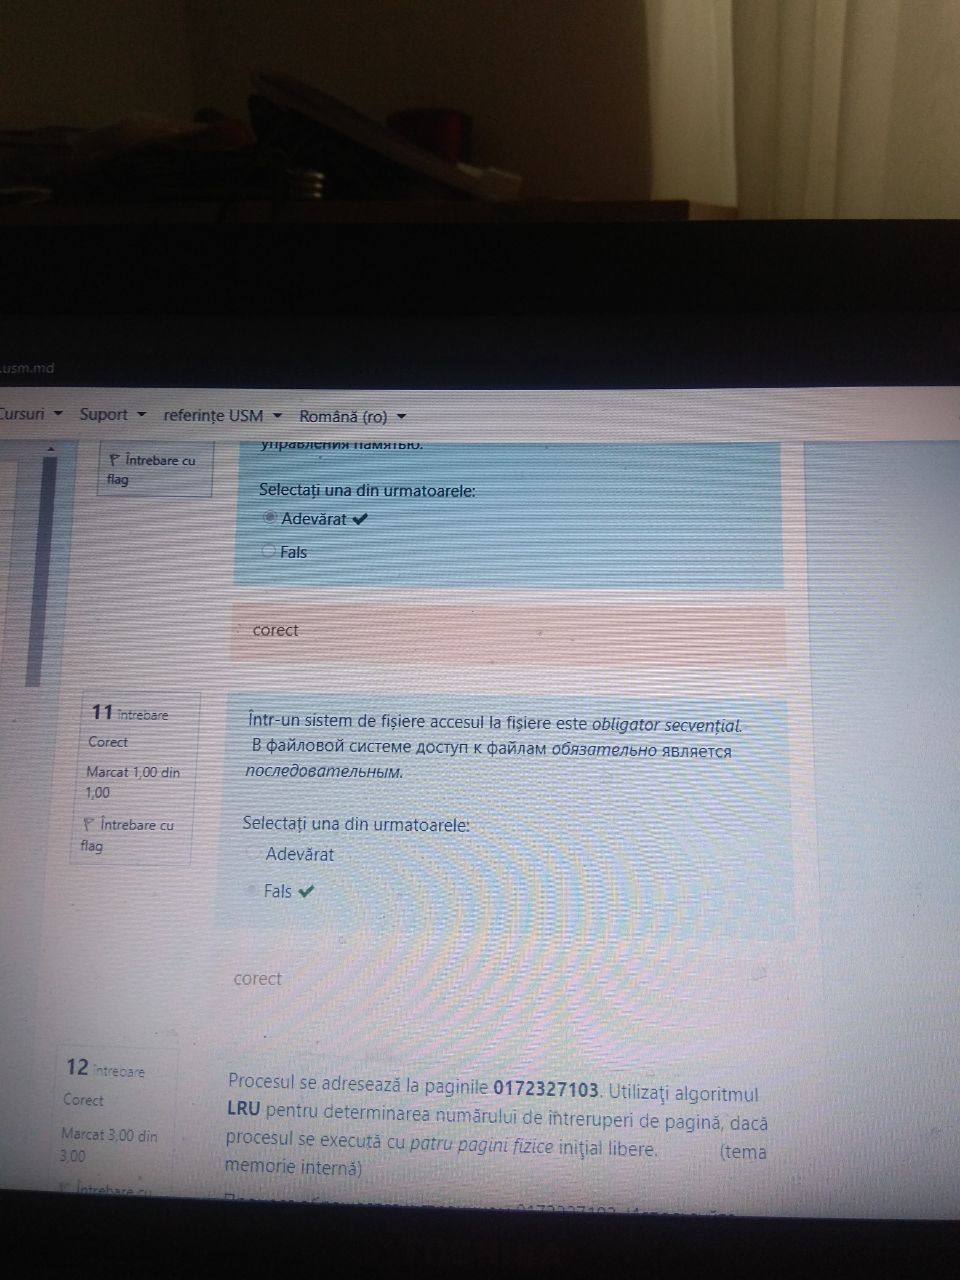 .usm.md
Cursuri Suport referințe USM Română (ro)
управления памятью.
Întrebare cu
flag
Selectați una din urmatoarele:
Adevărat
Fals
corect
11 întrebare
Corect
Marcat 1,00 din
1,00
Întrebare cu
flag
Într-un sistem de fișiere accesul la fișiere este obligator secvențial.
В файловой системе доступ к файлам обязательно является
последовательным.
Selectați una din urmatoarele:
Adevărat
Fals
corect
12 întrebare
Corect
Marcat 3,00 din
3,00
Întrebare cu
Procesul se adresează la paginile 0172327103. Utilizaţi algoritmul
LRU pentru determinarea numărului de întreruperi de pagină, dacă
procesul se execută cu patru pagini fizice iniţial libere. (tema
memorie internă)